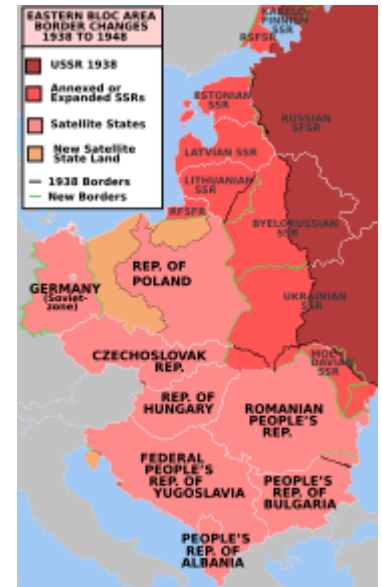 EASTERN BLOC AREA
BORDER CHANGES
1938 TO 1948
USSR 1938
Annexed or
Expanded SSRs
Satellite States
New Satellite
State Land
1938 Borders
New Borders
KARELO-
FINNISH
SSR
RSFSR
ESTONIAN
SSR
RUSSIAN
SFSR
LATVIAN SSR
LITHUANIAN
SSR
RFSFR
BYELORUSSIAN
SSR
REP. OF
POLAND
GERMANY
(Soviet-
zone)
UKRAINIAN
SSR
CZECHOSLOVAK
REP.
MOL-
DAVIAN
SSR
REP. OF
HUNGARY
ROMANIAN
PEOPLE'S
REP.
FEDERAL
PEOPLE'S
REP. OF
YUGOSLAVIA
PEOPLE'S
REP. OF
BULGARIA
PEOPLE'S
REP. OF
ALBANIA